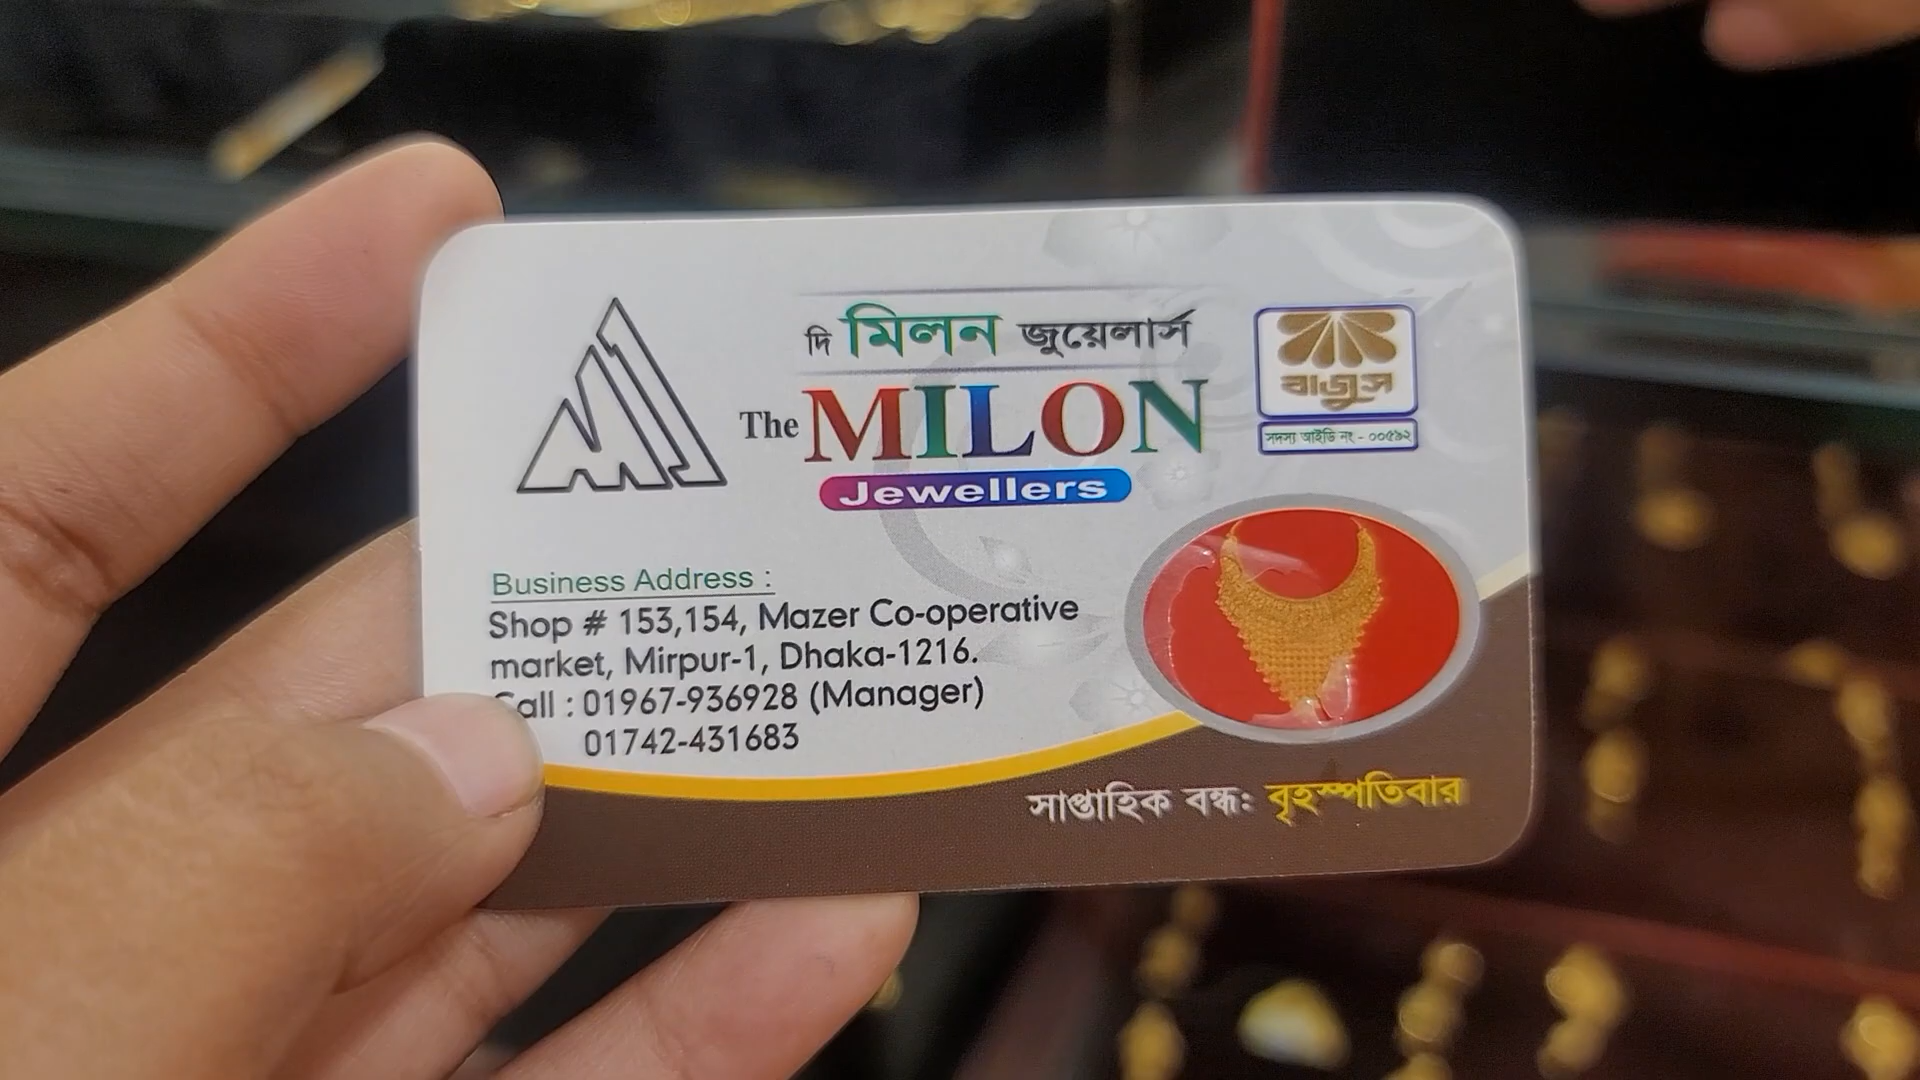 দি মিলন জুয়েলার্স
The MILON
Jewellers
বাজুস
সদস্য আইডি নং - ০০৫৯২
Business Address :
Shop # 153,154, Mazer Co-operative
market, Mirpur-1, Dhaka-1216.
Call : 01967-936928 (Manager)
01742-431683
সাপ্তাহিক বন্ধ: বৃহস্পতিবার